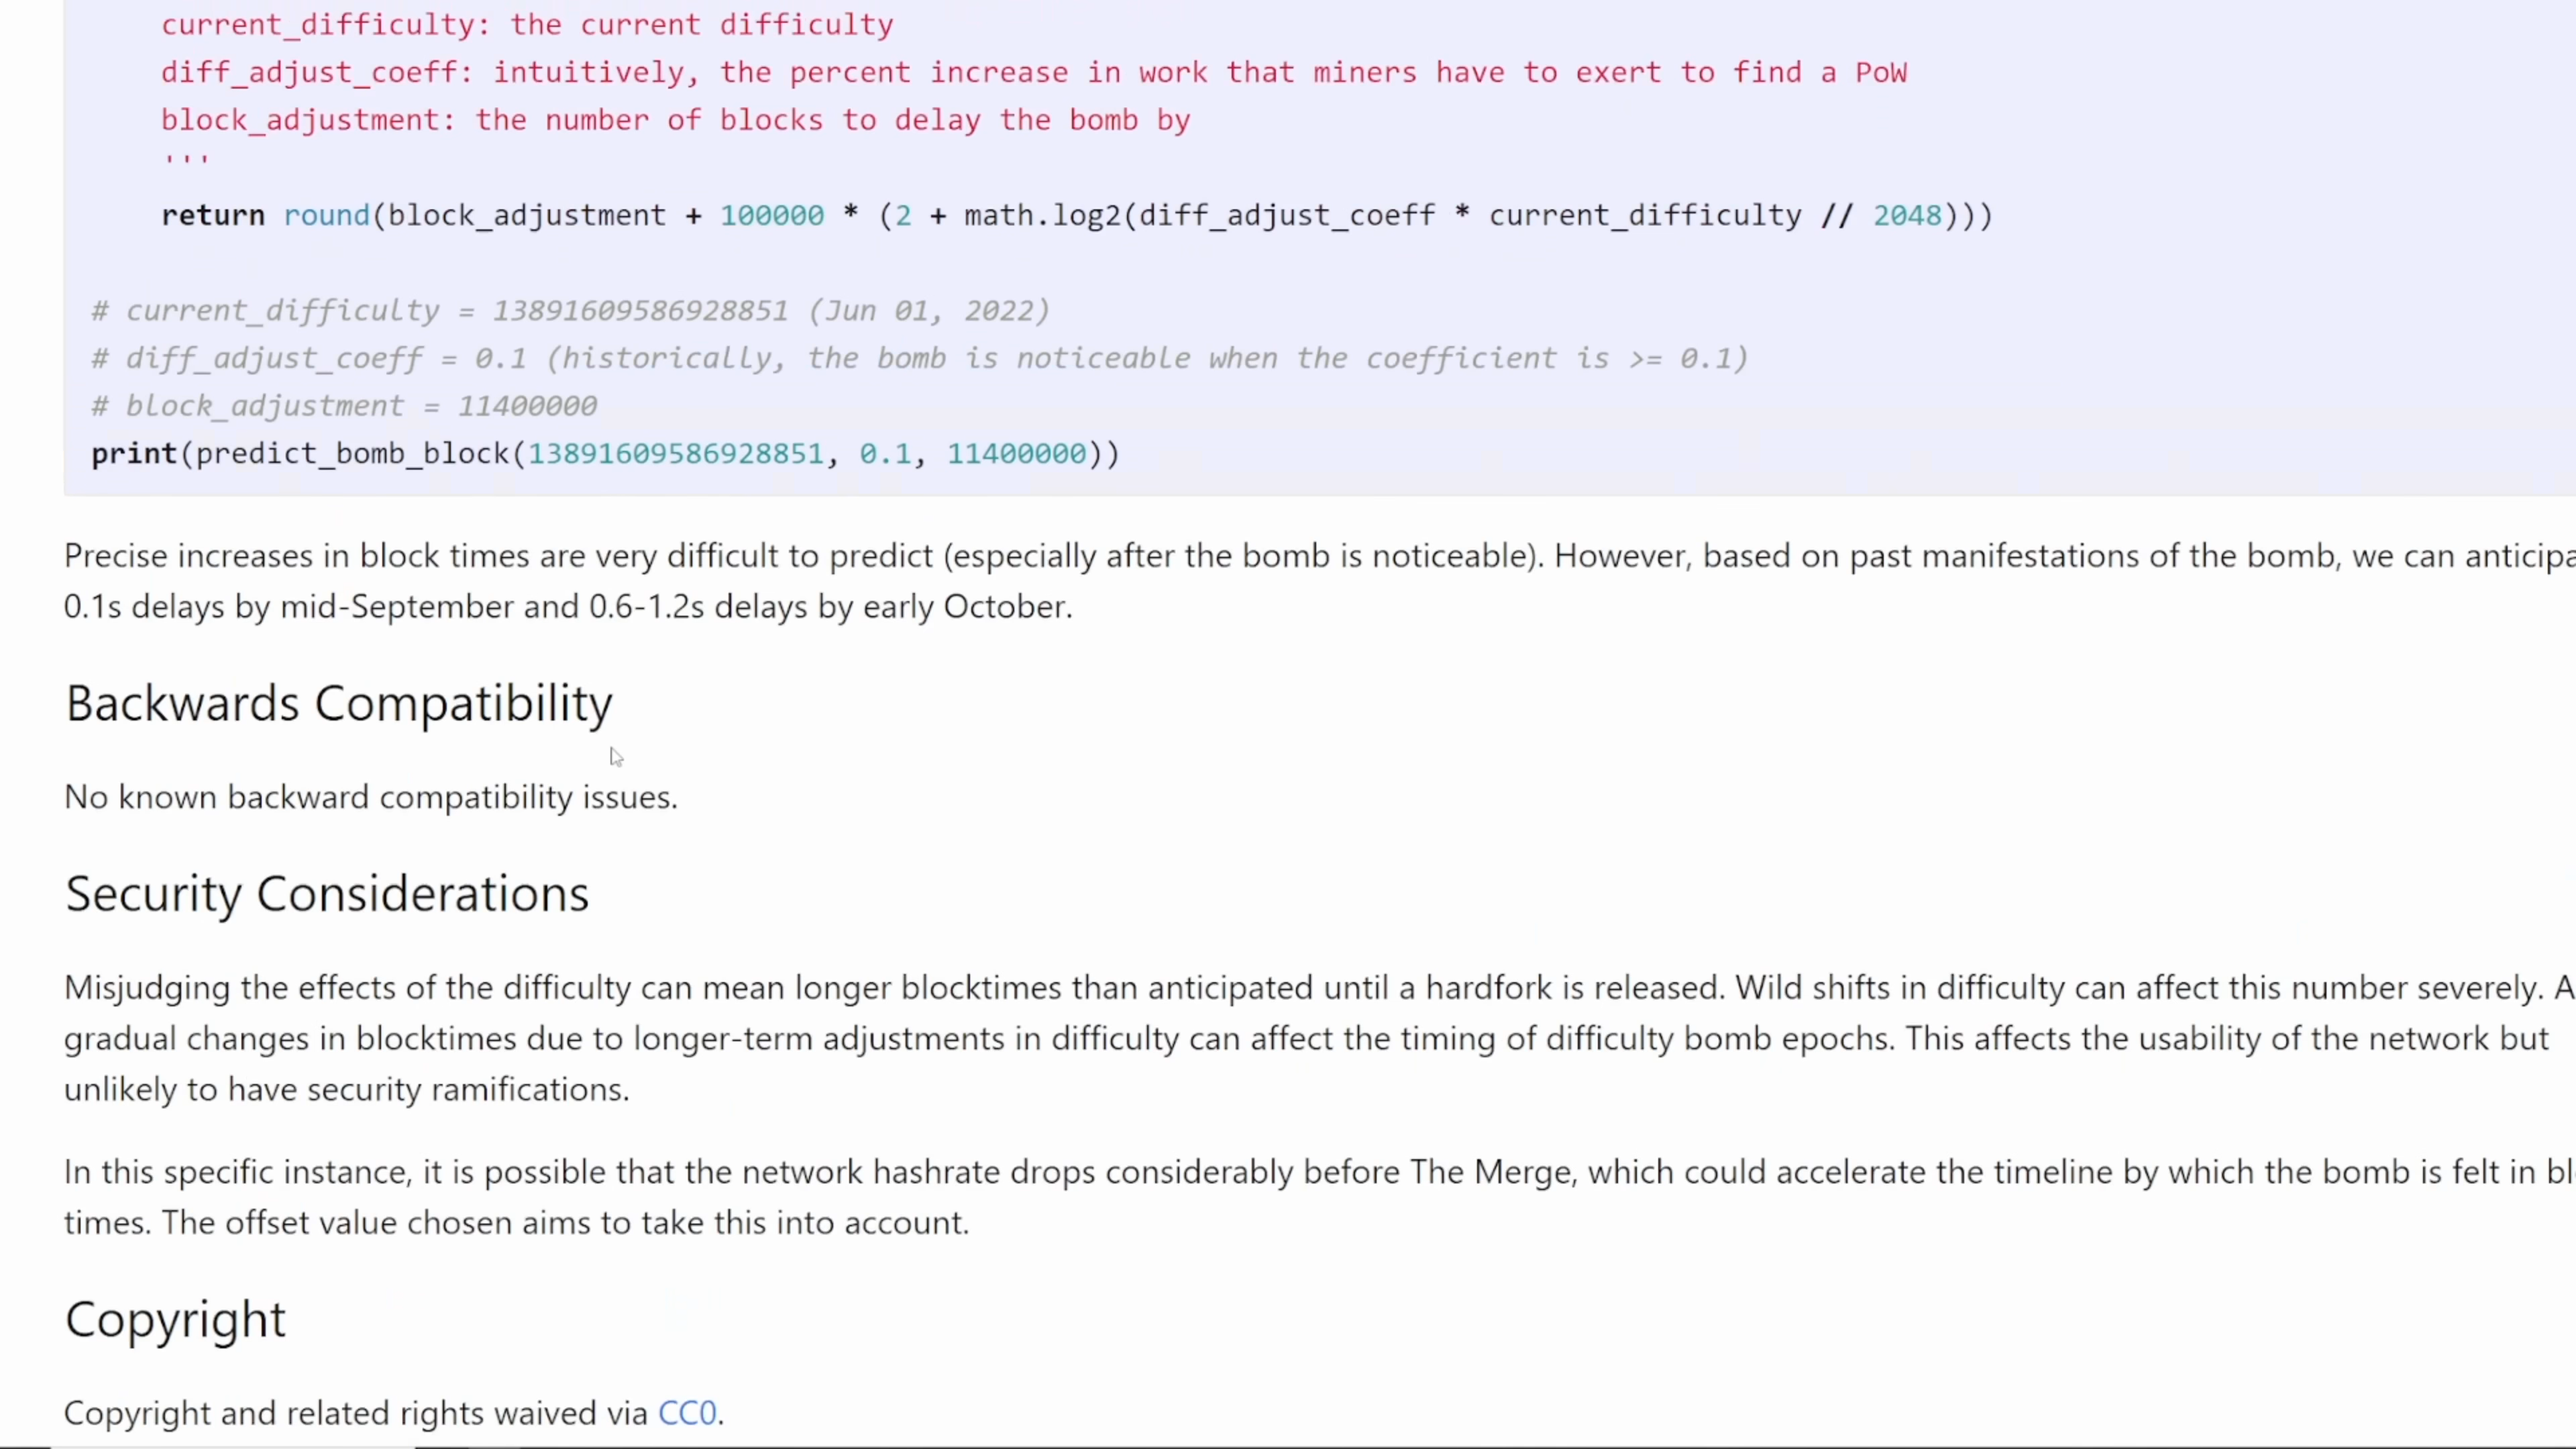 current_difficulty: the current difficulty
diff_adjust_coeff: intuitively, the percent increase in work that miners have to exert to find a PoW
block_adjustment: the number of blocks to delay the bomb by
'''
return round(block_adjustment + 100000 * (2 + math.log2(diff_adjust_coeff * current_difficulty // 2048)))
# current_difficulty = 13891609586928851 (Jun 01, 2022)
# diff_adjust_coeff = 0.1 (historically, the bomb is noticeable when the coefficient is >= 0.1)
# block_adjustment = 11400000
print(predict_bomb_block(13891609586928851, 0.1, 11400000))
Precise increases in block times are very difficult to predict (especially after the bomb is noticeable). However, based on past manifestations of the bomb, we can anticipa
0.1s delays by mid-September and 0.6-1.2s delays by early October.
Backwards Compatibility
No known backward compatibility issues.
Security Considerations
Misjudging the effects of the difficulty can mean longer blocktimes than anticipated until a hardfork is released. Wild shifts in difficulty can affect this number severely. A
gradual changes in blocktimes due to longer-term adjustments in difficulty can affect the timing of difficulty bomb epochs. This affects the usability of the network but
unlikely to have security ramifications.
In this specific instance, it is possible that the network hashrate drops considerably before The Merge, which could accelerate the timeline by which the bomb is felt in bl
times. The offset value chosen aims to take this into account.
Copyright
Copyright and related rights waived via CC0.